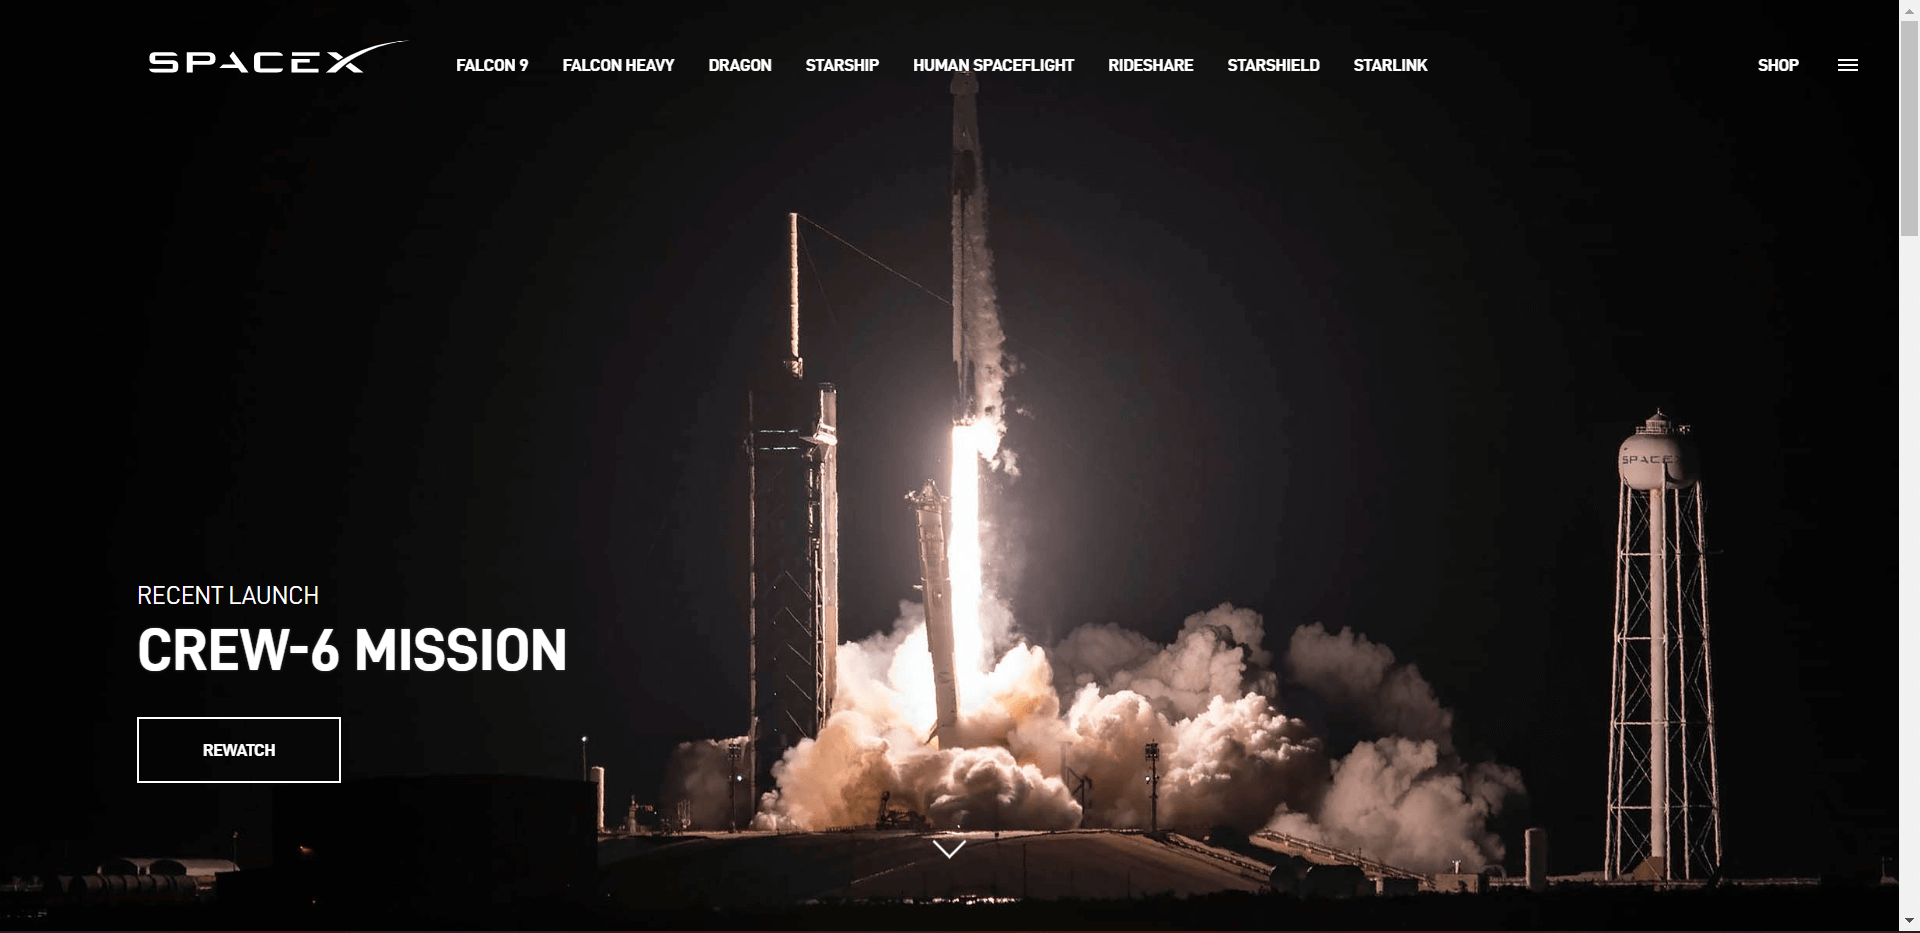 SPACEX
FALCON 9
FALCON HEAVY
DRAGON
STARSHIP
HUMAN SPACEFLIGHT
RIDESHARE
STARSHIELD
STARLINK
SHOP
SPACEX
RECENT LAUNCH
CREW-6 MISSION
REWATCH